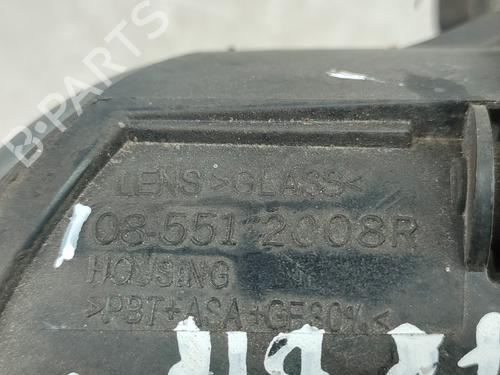 B-PARTS
LENS >GLASS<
08-551-2008R
HOUSING
>PBT+ASA+GF30%<